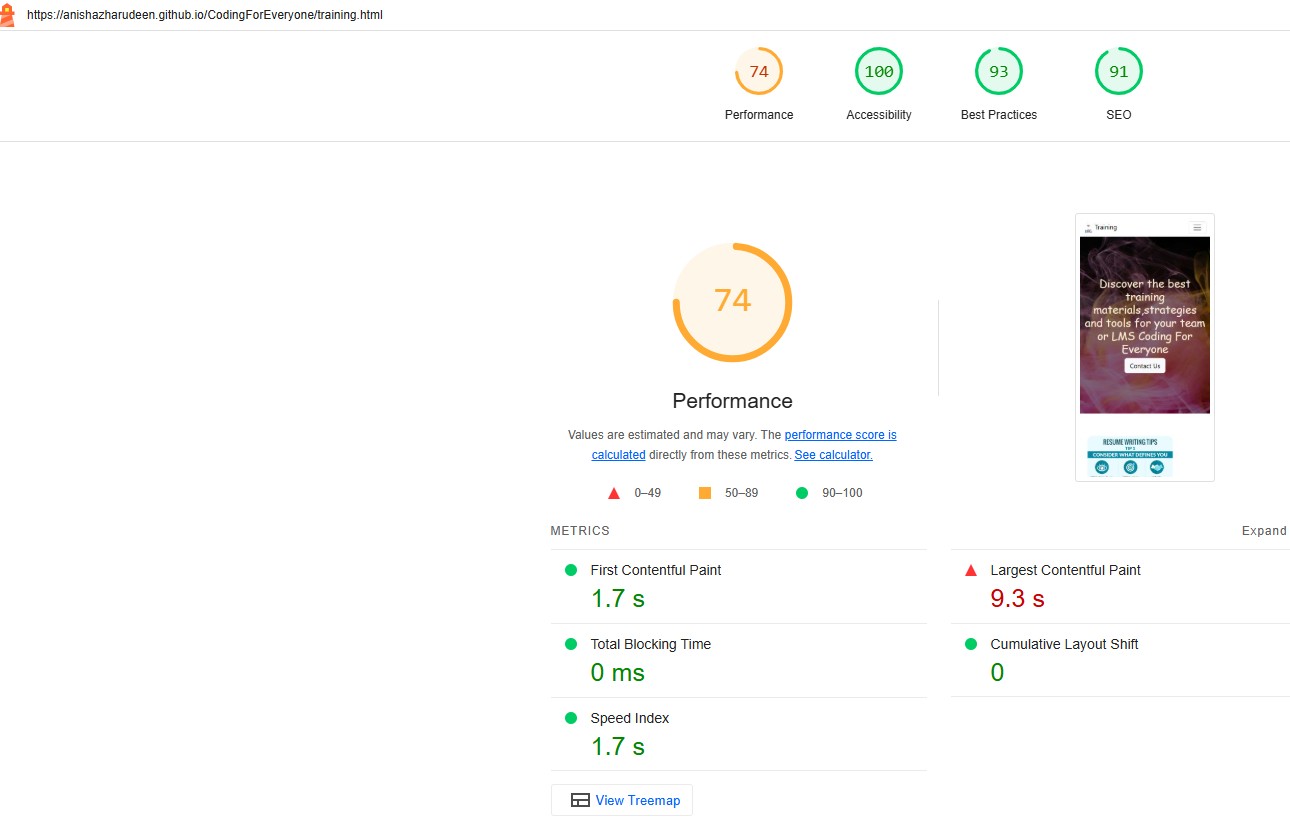 https://anishazharudeen.github.io/CodingForEveryone/training.html
74
100
93
91
Performance
Accessibility
Best Practices
SEO
74
Performance
Values are estimated and may vary. The performance score is
calculated directly from these metrics. See calculator.
0–49
50–89
90–100
Training
Discover the best
training
materials,strategies
and tools for your team
or LMS Coding For
Everyone
Contact Us
RESUME WRITING TIPS
TIP 1
CONSIDER WHAT DEFINES YOU
METRICS
Expand
First Contentful Paint
1.7 s
Largest Contentful Paint
9.3 s
Total Blocking Time
0 ms
Cumulative Layout Shift
0
Speed Index
1.7 s
View Treemap